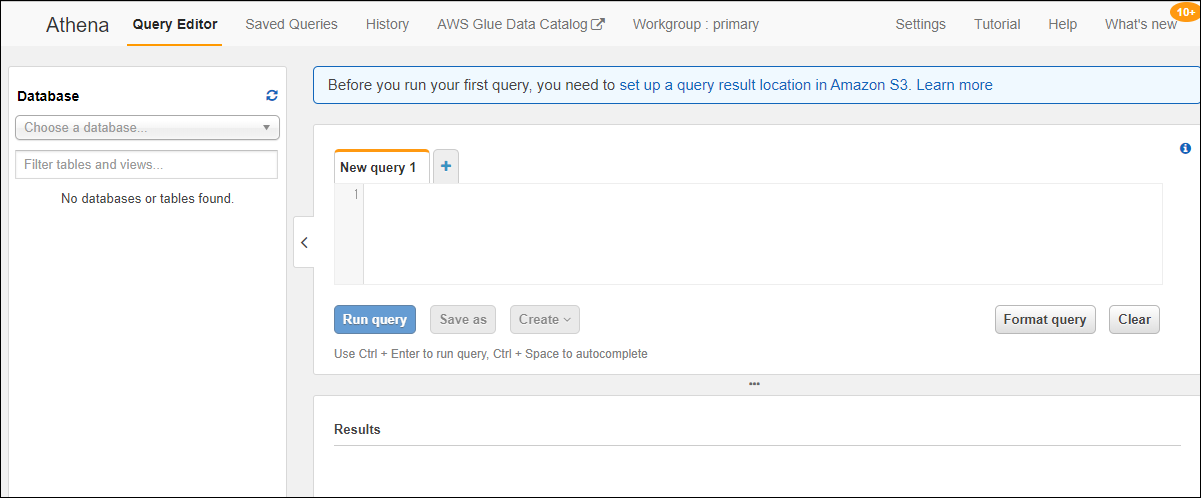 Athena Query Editor Saved Queries History AWS Glue Data Catalog Workgroup : primary Settings Tutorial Help What's new 10+
Database
Choose a database...
Filter tables and views...
No databases or tables found.
Before you run your first query, you need to set up a query result location in Amazon S3. Learn more
New query 1 +
1
Run query Save as Create Format query Clear
Use Ctrl + Enter to run query, Ctrl + Space to autocomplete
Results